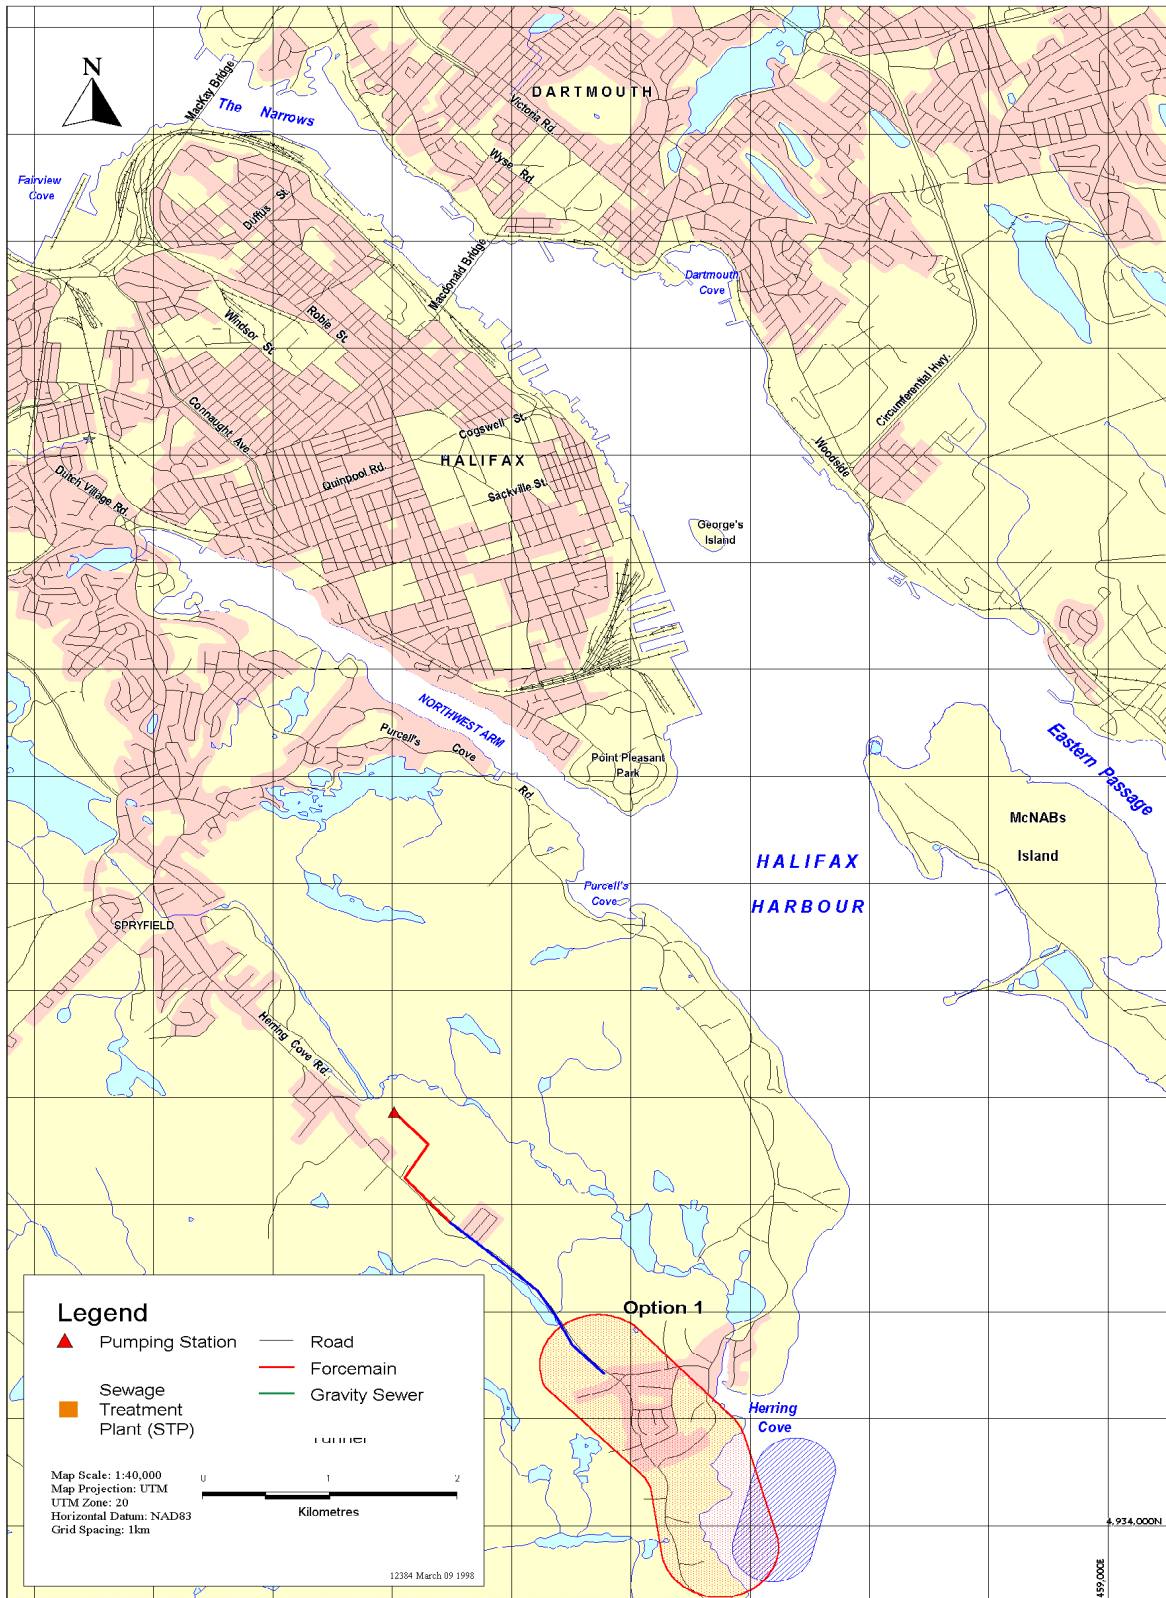 N
MacKay Bridge
The Narrows
DARTMOUTH
Victoria Rd.
Wyse Rd.
Fairview
Cove
Duffus St.
Macdonald Bridge
Dartmouth
Cove
Windsor St.
Robie St.
Circumferential Hwy.
Connaught Ave.
Cogswell St.
Woodside
HALIFAX
Quinpool Rd.
Sackville St.
Dutch Village Rd.
George's
Island
NORTHWEST ARM
Purcell's Cove Rd.
Point Pleasant
Park
Eastern Passage
McNABs
Island
HALIFAX
HARBOUR
Purcell's
Cove
SPRYFIELD
Herring Cove Rd.
Option 1
Herring
Cove
Legend
Pumping Station
Road
Forcemain
Sewage
Treatment
Plant (STP)
Gravity Sewer
Tunnel
Map Scale: 1:40,000
Map Projection: UTM
UTM Zone: 20
Horizontal Datum: NAD83
Grid Spacing: 1km
0 1 2
Kilometres
12384 March 09 1998
4,934,000N
459,000E